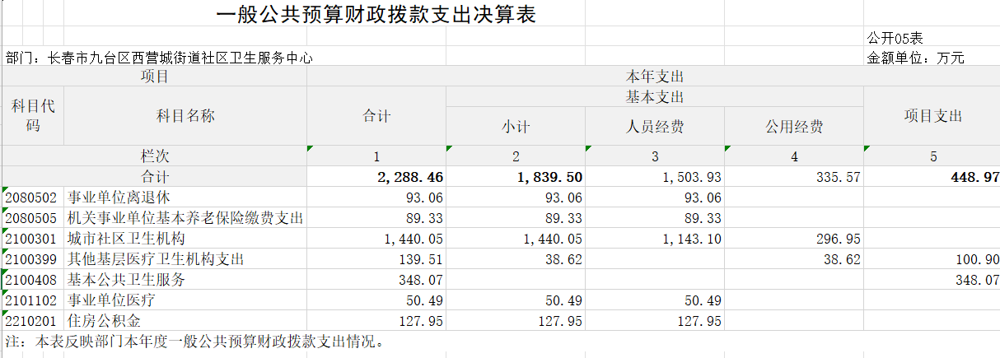 一般公共预算财政拨款支出决算表
公开05表
部门：长春市九台区西营城街道社区卫生服务中心 金额单位：万元
项目 本年支出
科目代码 科目名称 合计 基本支出 项目支出
小计 人员经费 公用经费
栏次 1 2 3 4 5
合计 2,288.46 1,839.50 1,503.93 335.57 448.97
2080502 事业单位离退休 93.06 93.06 93.06
2080505 机关事业单位基本养老保险缴费支出 89.33 89.33 89.33
2100301 城市社区卫生机构 1,440.05 1,440.05 1,143.10 296.95
2100399 其他基层医疗卫生机构支出 139.51 38.62 38.62 100.90
2100408 基本公共卫生服务 348.07 348.07
2101102 事业单位医疗 50.49 50.49 50.49
2210201 住房公积金 127.95 127.95 127.95
注：本表反映部门本年度一般公共预算财政拨款支出情况。